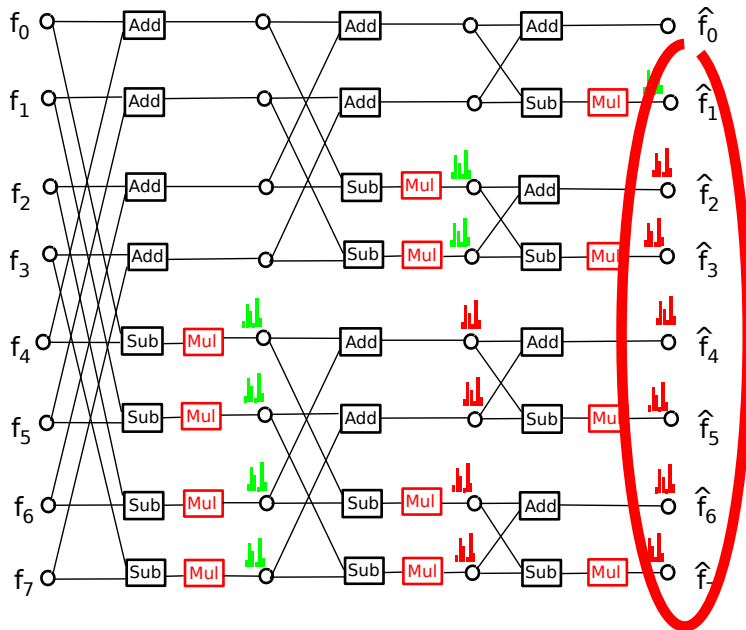 f0 Add Add Add f̂0
f1 Add Add Sub Mul f̂1
f2 Add Sub Mul Add f̂2
f3 Add Sub Mul Sub Mul f̂3
f4 Sub Mul Add Add f̂4
f5 Sub Mul Add Sub Mul f̂5
f6 Sub Mul Sub Mul Add f̂6
f7 Sub Mul Sub Mul Sub Mul